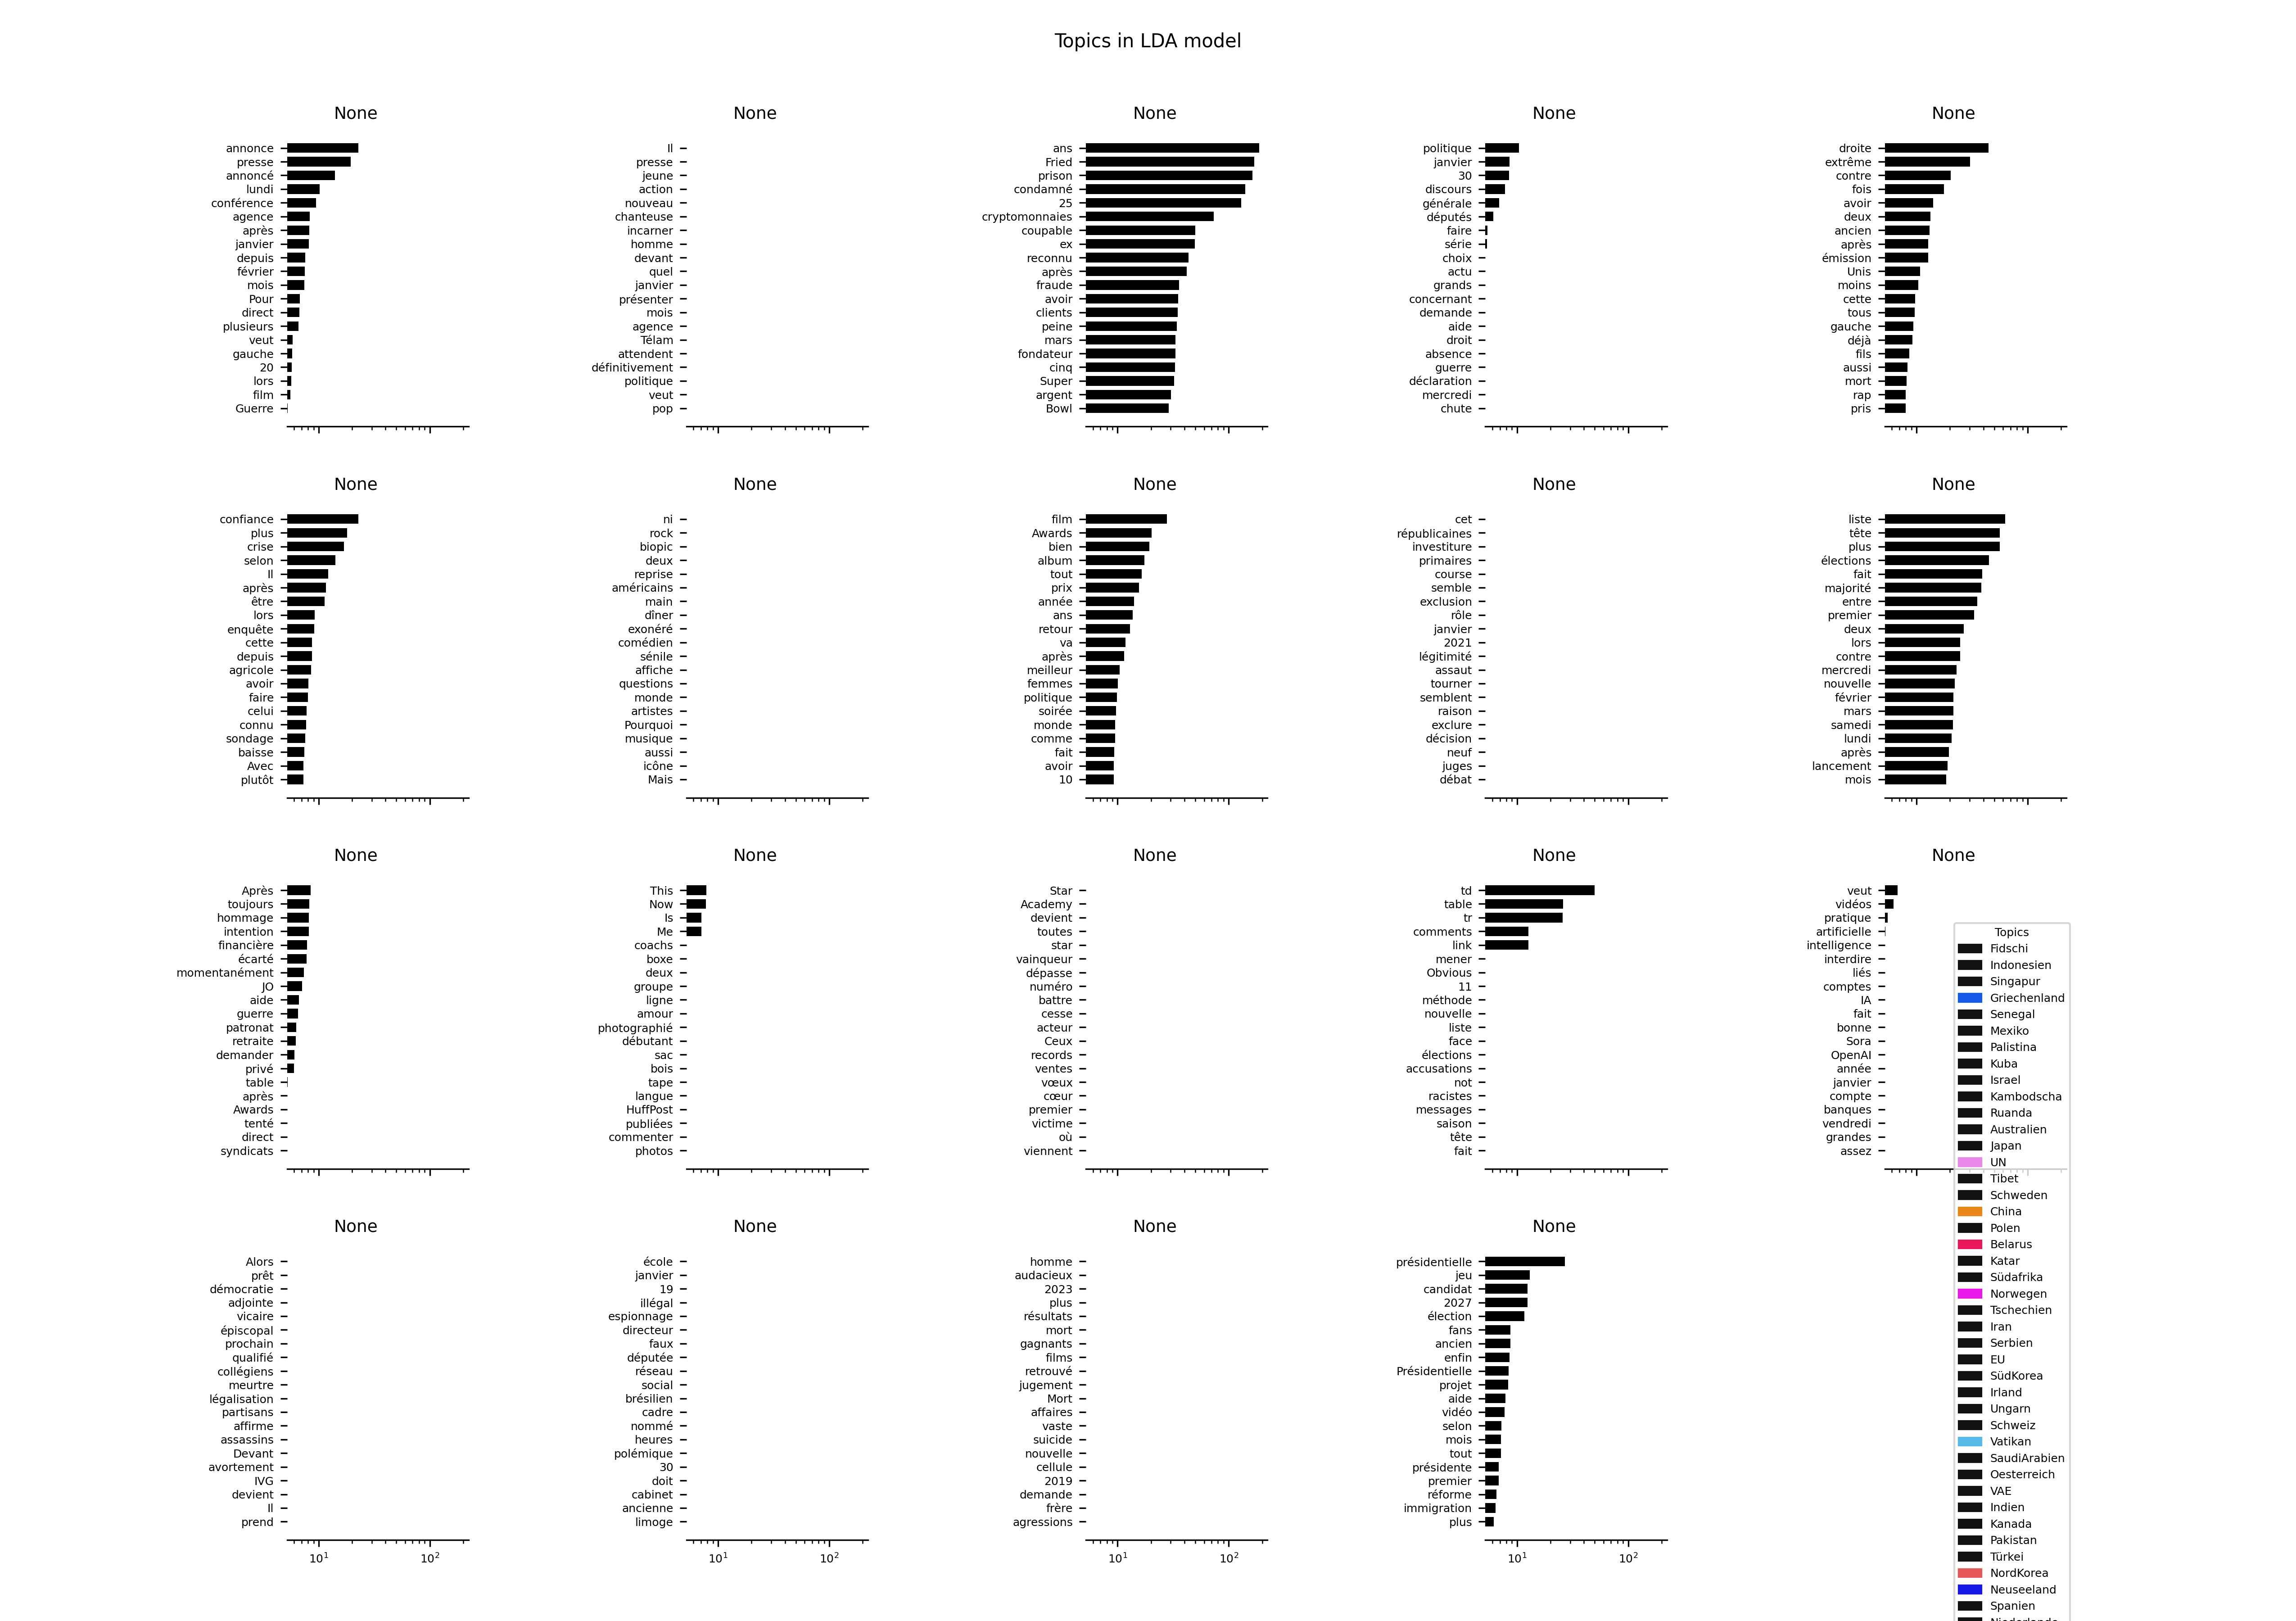 Topics in LDA model
None
annonce
presse
annoncé
lundi
conférence
agence
après
janvier
depuis
février
mois
Pour
direct
plusieurs
veut
gauche
20
lors
film
Guerre
None
Il
presse
jeune
action
nouveau
chanteuse
incarner
homme
devant
quel
janvier
présenter
mois
agence
Télam
attendent
définitivement
politique
veut
pop
None
ans
Fried
prison
condamné
25
cryptomonnaies
coupable
ex
reconnu
après
fraude
avoir
clients
peine
mars
fondateur
cinq
Super
argent
Bowl
None
politique
janvier
30
discours
générale
députés
faire
série
choix
actu
grands
concernant
demande
aide
droit
absence
guerre
déclaration
mercredi
chute
None
droite
extrême
contre
fois
avoir
deux
ancien
après
émission
Unis
moins
cette
tous
gauche
déjà
fils
aussi
mort
rap
pris
None
confiance
plus
crise
selon
Il
après
être
lors
enquête
cette
depuis
agricole
avoir
faire
celui
connu
sondage
baisse
Avec
plutôt
None
ni
rock
biopic
deux
reprise
américains
main
dîner
exonéré
comédien
sénile
affiche
questions
monde
artistes
Pourquoi
musique
aussi
icône
Mais
None
film
Awards
bien
album
tout
prix
année
ans
retour
va
après
meilleur
femmes
politique
soirée
monde
comme
fait
avoir
10
None
cet
républicaines
investiture
primaires
course
semble
exclusion
rôle
janvier
2021
légitimité
assaut
tourner
semblent
raison
exclure
décision
neuf
juges
débat
None
liste
tête
plus
élections
fait
majorité
entre
premier
deux
lors
contre
mercredi
nouvelle
février
mars
samedi
lundi
après
lancement
mois
None
Après
toujours
hommage
intention
financière
écarté
momentanément
JO
aide
guerre
patronat
retraite
demander
privé
table
après
Awards
tenté
direct
syndicats
None
This
Now
Is
Me
coachs
boxe
deux
groupe
ligne
amour
photographié
débutant
sac
bois
tape
langue
HuffPost
publiées
commenter
photos
None
Star
Academy
devient
toutes
star
vainqueur
dépasse
numéro
battre
cesse
acteur
Ceux
records
ventes
vœux
cœur
premier
victime
où
viennent
None
td
table
tr
comments
link
mener
Obvious
11
méthode
nouvelle
liste
face
élections
accusations
not
racistes
messages
saison
tête
fait
None
veut
vidéos
pratique
artificielle
intelligence
interdire
liés
comptes
IA
fait
bonne
Sora
OpenAI
année
janvier
compte
banques
vendredi
grandes
assez
None
Alors
prêt
démocratie
adjointe
vicaire
épiscopal
prochain
qualifié
collégiens
meurtre
légalisation
partisans
affirme
assassins
Devant
avortement
IVG
devient
Il
prend
10¹ 10²
None
école
janvier
19
illégal
espionnage
directeur
faux
députée
réseau
social
brésilien
cadre
nommé
heures
polémique
30
doit
cabinet
ancienne
limoge
10¹ 10²
None
homme
audacieux
2023
plus
résultats
mort
gagnants
films
retrouvé
jugement
Mort
affaires
vaste
suicide
nouvelle
cellule
2019
demande
frère
agressions
10¹ 10²
None
présidentielle
jeu
candidat
2027
élection
fans
ancien
enfin
Présidentielle
projet
aide
vidéo
selon
mois
tout
présidente
premier
réforme
immigration
plus
10¹ 10²
Topics
Fidschi
Indonesien
Singapur
Griechenland
Senegal
Mexiko
Palistina
Kuba
Israel
Kambodscha
Ruanda
Australien
Japan
UN
Tibet
Schweden
China
Polen
Belarus
Katar
Südafrika
Norwegen
Tschechien
Iran
Serbien
EU
SüdKorea
Irland
Ungarn
Schweiz
Vatikan
SaudiArabien
Oesterreich
VAE
Indien
Kanada
Pakistan
Türkei
NordKorea
Neuseeland
Spanien